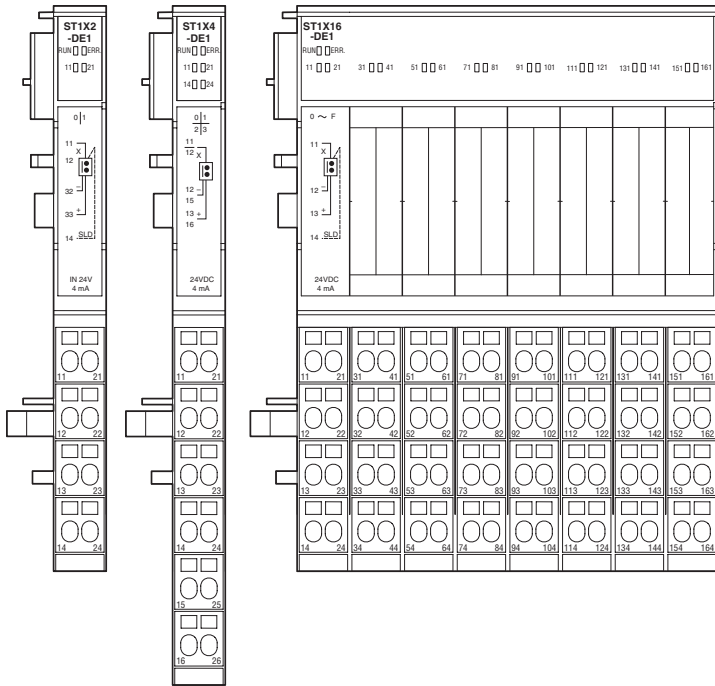 ST1X2
-DE1
RUN ERR.
11 21
0 1
11
X
12
32 –
33 +
14 SLD
IN 24V
4 mA
11 21
12 22
13 23
14 24
ST1X4
-DE1
RUN ERR.
11 21
14 24
0 1
2 3
11
12 X
12 –
15
13 +
16
24VDC
4 mA
11 21
12 22
13 23
14 24
15 25
16 26
ST1X16
-DE1
RUN ERR.
11 21 31 41 51 61 71 81 91 101 111 121 131 141 151 161
0 ~ F
11
X
12 –
13 +
14 SLD
24VDC
4 mA
11 21 31 41 51 61 71 81 91 101 111 121 131 141 151 161
12 22 32 42 52 62 72 82 92 102 112 122 132 142 152 162
13 23 33 43 53 63 73 83 93 103 113 123 133 143 153 163
14 24 34 44 54 64 74 84 94 104 114 124 134 144 154 164